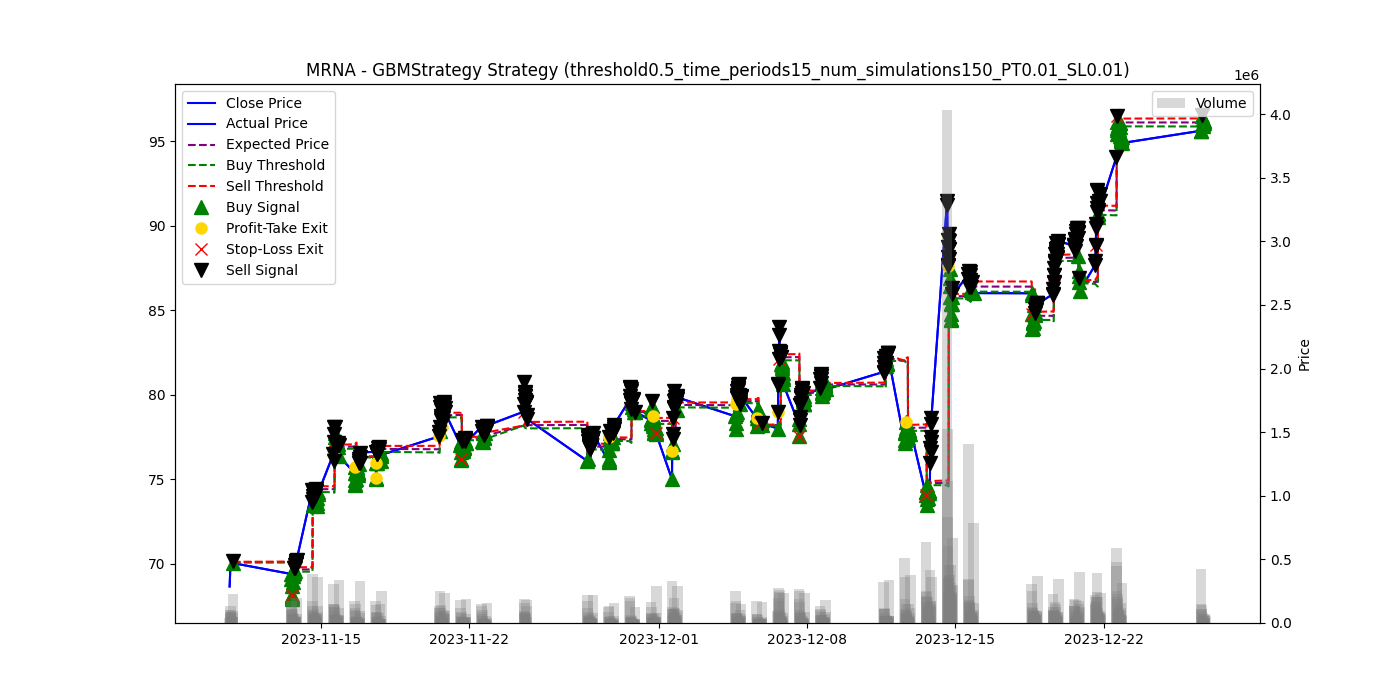 MRNA - GBMStrategy Strategy (threshold0.5_time_periods15_num_simulations150_PT0.01_SL0.01)
1e6
Close Price
Actual Price
Expected Price
Buy Threshold
Sell Threshold
Buy Signal
Profit-Take Exit
Stop-Loss Exit
Sell Signal
Volume
95
90
85
80
75
70
4.0
3.5
3.0
2.5
2.0
1.5
1.0
0.5
0.0
Price
2023-11-15
2023-11-22
2023-12-01
2023-12-08
2023-12-15
2023-12-22